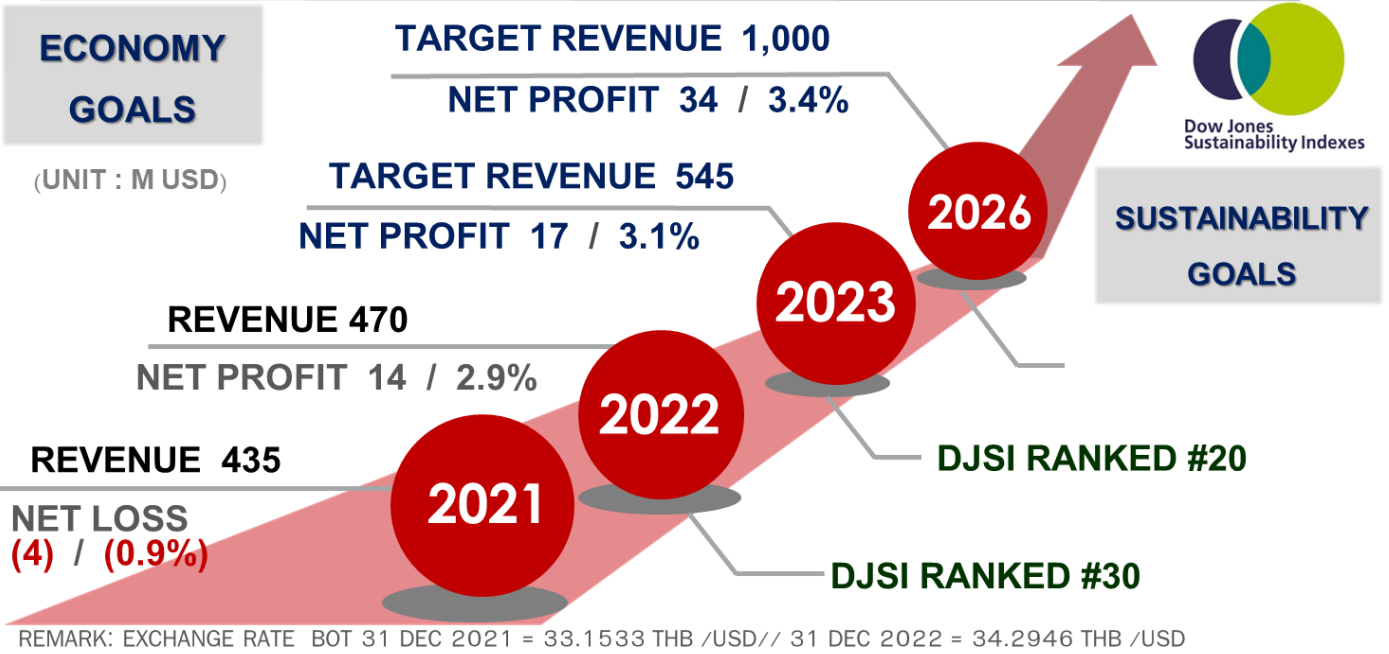 ECONOMY
GOALS
(UNIT : M USD)
TARGET REVENUE 1,000
NET PROFIT 34 / 3.4%
TARGET REVENUE 545
NET PROFIT 17 / 3.1%
REVENUE 470
NET PROFIT 14 / 2.9%
REVENUE 435
NET LOSS
(4) / (0.9%)
2021
2022
2023
2026
Dow Jones
Sustainability Indexes
SUSTAINABILITY
GOALS
DJSI RANKED #20
DJSI RANKED #30
REMARK: EXCHANGE RATE BOT 31 DEC 2021 = 33.1533 THB /USD// 31 DEC 2022 = 34.2946 THB /USD